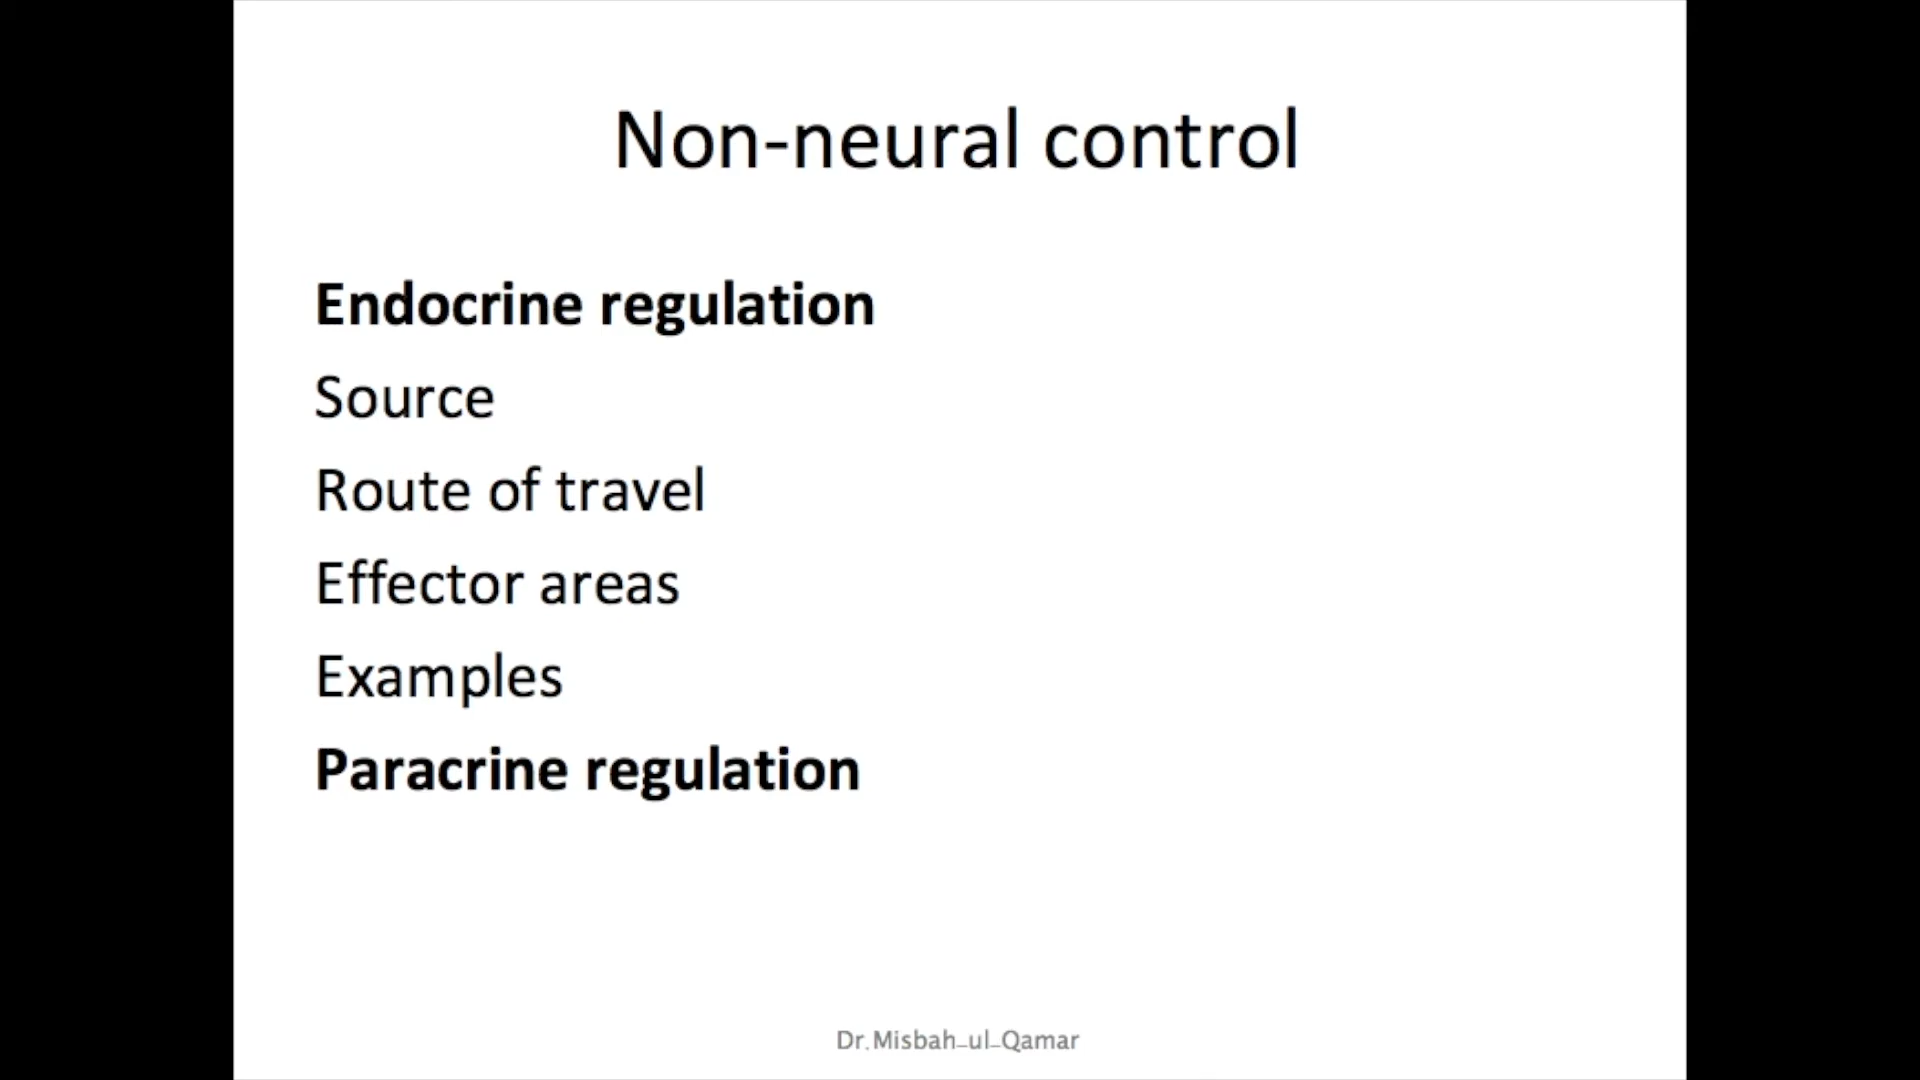 Non-neural control
Endocrine regulation
Source
Route of travel
Effector areas
Examples
Paracrine regulation
Dr.Misbah_ul_Qamar